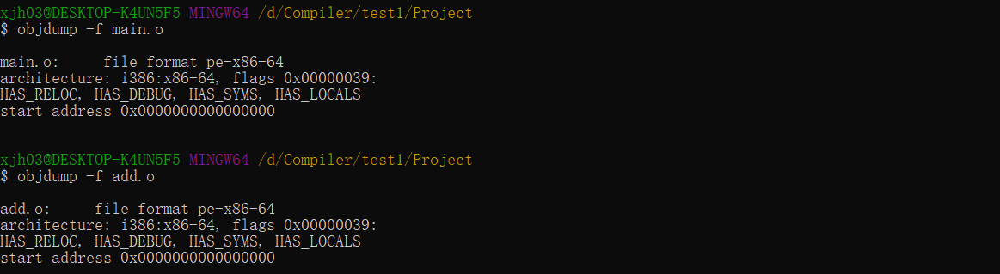 xjh03@DESKTOP-K4UN5F5 MINGW64 /d/Compiler/test1/Project
$ objdump -f main.o
main.o:     file format pe-x86-64
architecture: i386:x86-64, flags 0x00000039:
HAS_RELOC, HAS_DEBUG, HAS_SYMS, HAS_LOCALS
start address 0x0000000000000000
xjh03@DESKTOP-K4UN5F5 MINGW64 /d/Compiler/test1/Project
$ objdump -f add.o
add.o:     file format pe-x86-64
architecture: i386:x86-64, flags 0x00000039:
HAS_RELOC, HAS_DEBUG, HAS_SYMS, HAS_LOCALS
start address 0x0000000000000000